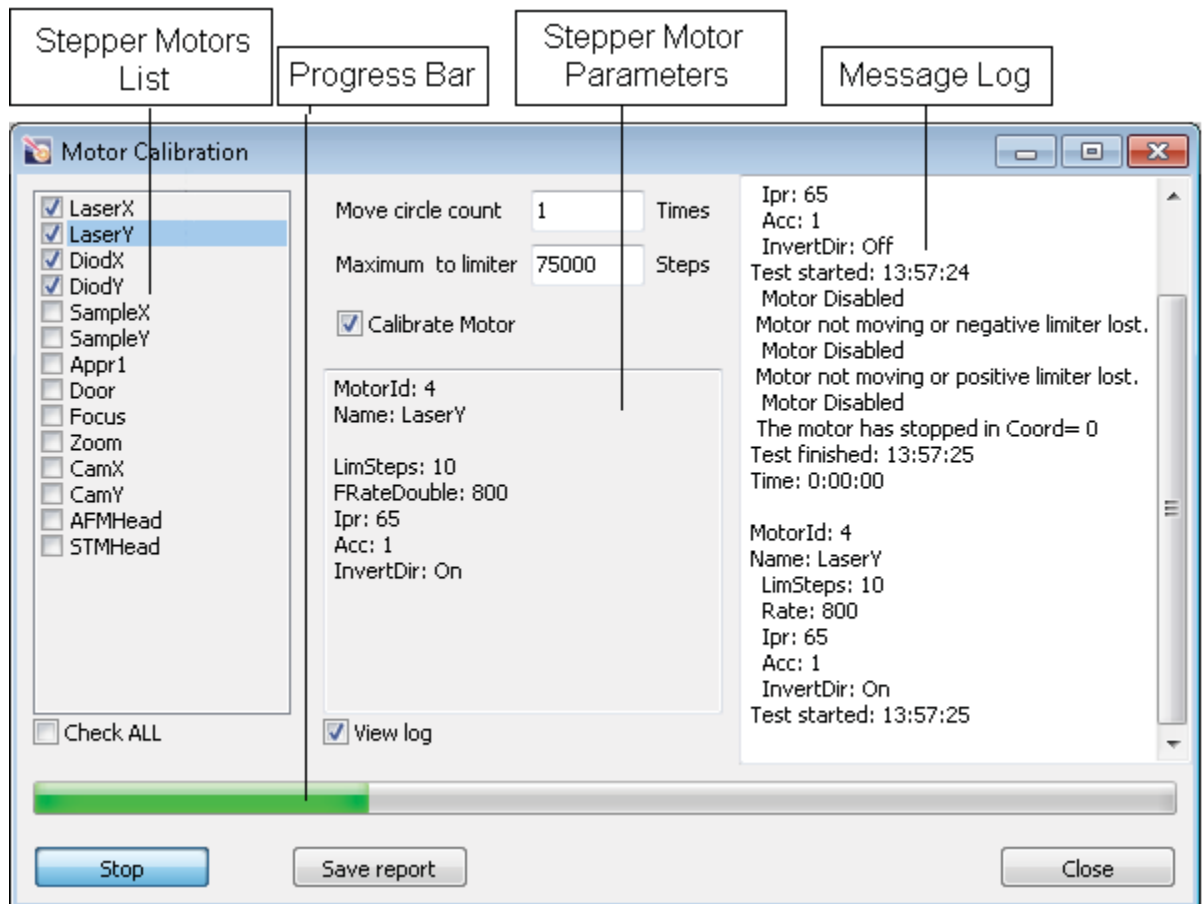 Stepper Motors
List
Progress Bar
Stepper Motor
Parameters
Message Log
Motor Calibration
LaserX
LaserY
DiodX
DiodY
SampleX
SampleY
Appr1
Door
Focus
Zoom
CamX
CamY
AFMHead
STMHead
Check ALL
Move circle count 1 Times
Maximum to limiter 75000 Steps
Calibrate Motor
MotorId: 4
Name: LaserY
LimSteps: 10
FRateDouble: 800
Ipr: 65
Acc: 1
InvertDir: On
View log
Ipr: 65
Acc: 1
InvertDir: Off
Test started: 13:57:24
Motor Disabled
Motor not moving or negative limiter lost.
Motor Disabled
Motor not moving or positive limiter lost.
Motor Disabled
The motor has stopped in Coord= 0
Test finished: 13:57:25
Time: 0:00:00
MotorId: 4
Name: LaserY
LimSteps: 10
Rate: 800
Ipr: 65
Acc: 1
InvertDir: On
Test started: 13:57:25
Stop
Save report
Close